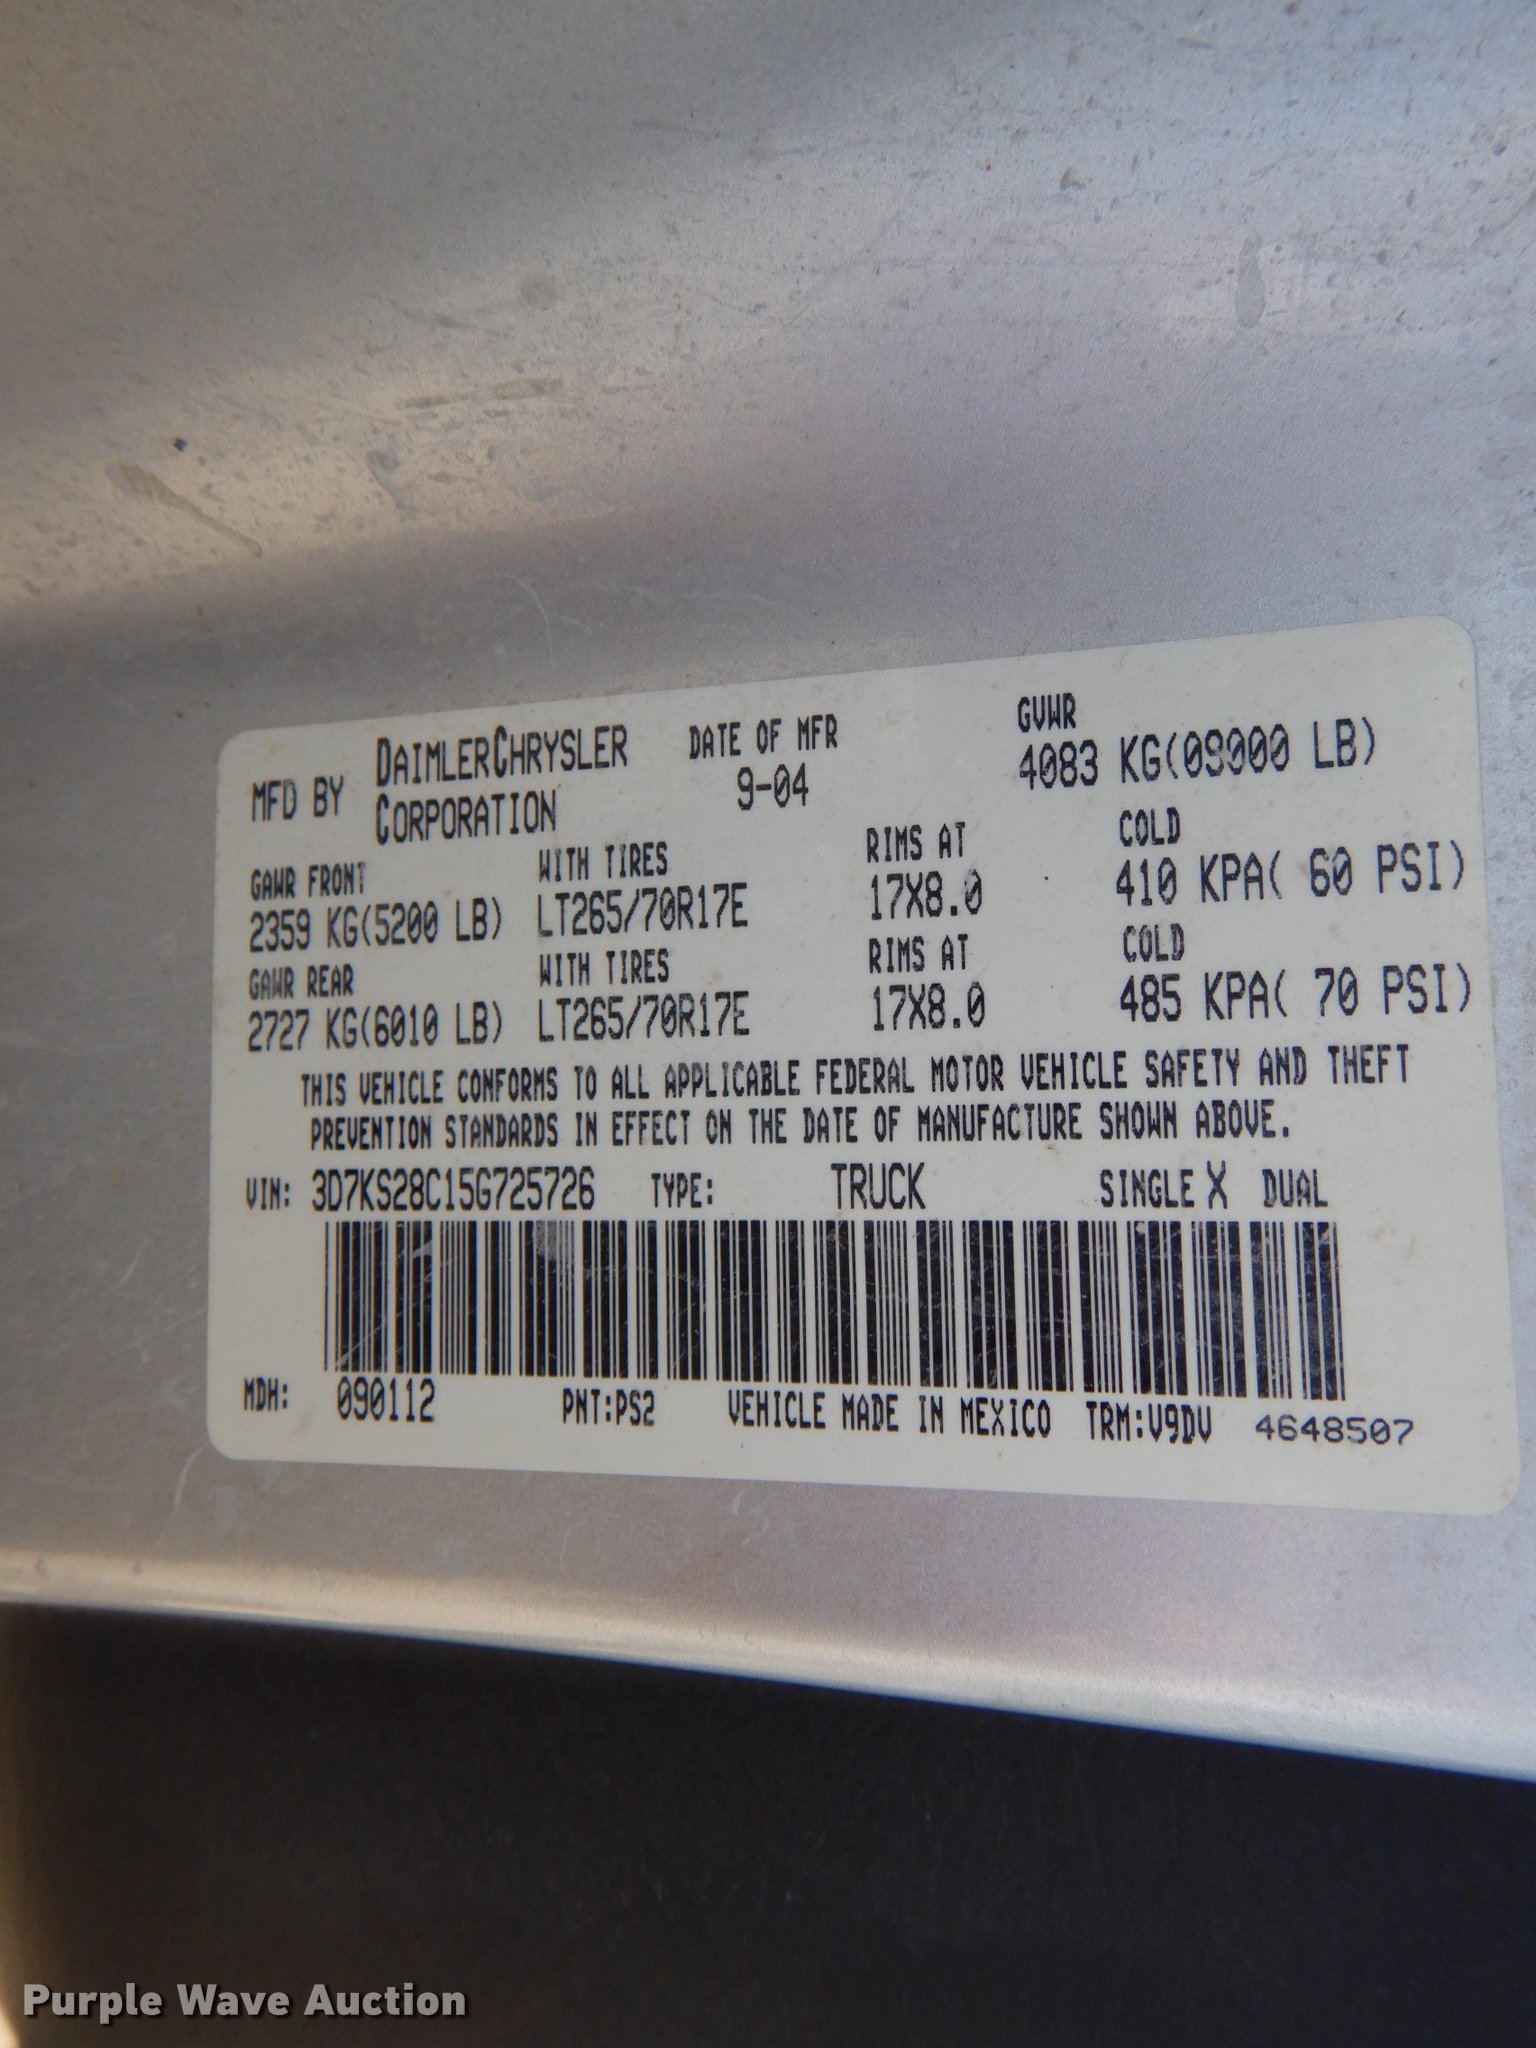 MFD BY DAIMLERCHRYSLER CORPORATION DATE OF MFR 9-04 GVWR 4083 KG(09000 LB)
GAWR FRONT WITH TIRES RIMS AT COLD
2359 KG(5200 LB) LT265/70R17E 17X8.0 410 KPA( 60 PSI)
GAWR REAR WITH TIRES RIMS AT COLD
2727 KG(6010 LB) LT265/70R17E 17X8.0 485 KPA( 70 PSI)
THIS VEHICLE CONFORMS TO ALL APPLICABLE FEDERAL MOTOR VEHICLE SAFETY AND THEFT
PREVENTION STANDARDS IN EFFECT ON THE DATE OF MANUFACTURE SHOWN ABOVE.
VIN: 3D7KS28C15G725726 TYPE: TRUCK SINGLE X DUAL
MDH: 090112 PNT:PS2 VEHICLE MADE IN MEXICO TRM:V9DV 4648507
Purple Wave Auction